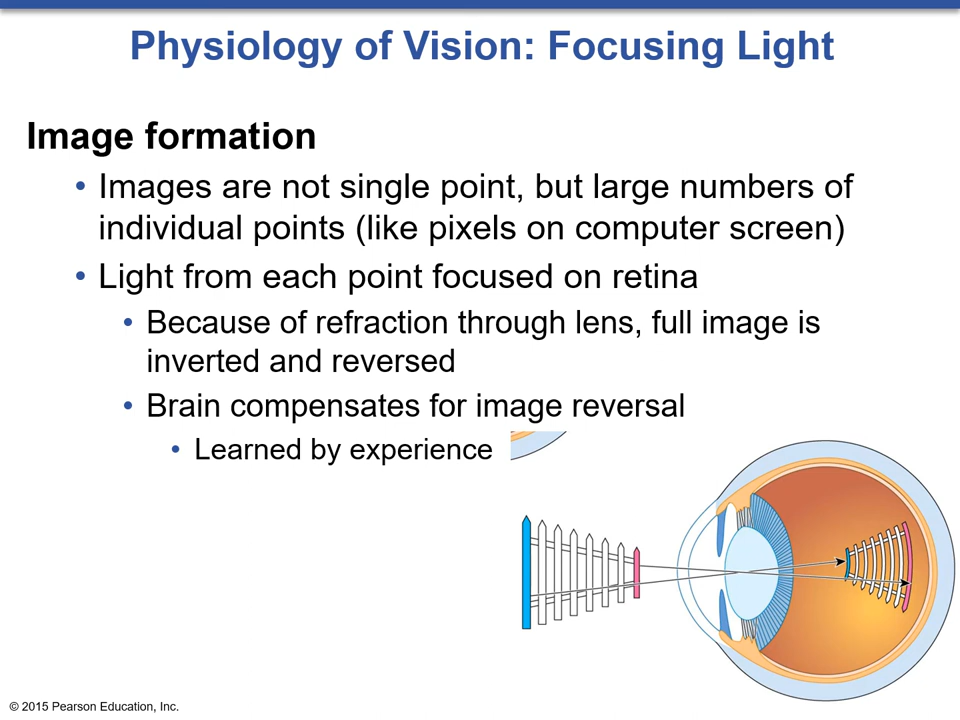 Physiology of Vision: Focusing Light
Image formation
• Images are not single point, but large numbers of
individual points (like pixels on computer screen)
• Light from each point focused on retina
• Because of refraction through lens, full image is
inverted and reversed
• Brain compensates for image reversal
• Learned by experience
© 2015 Pearson Education, Inc.